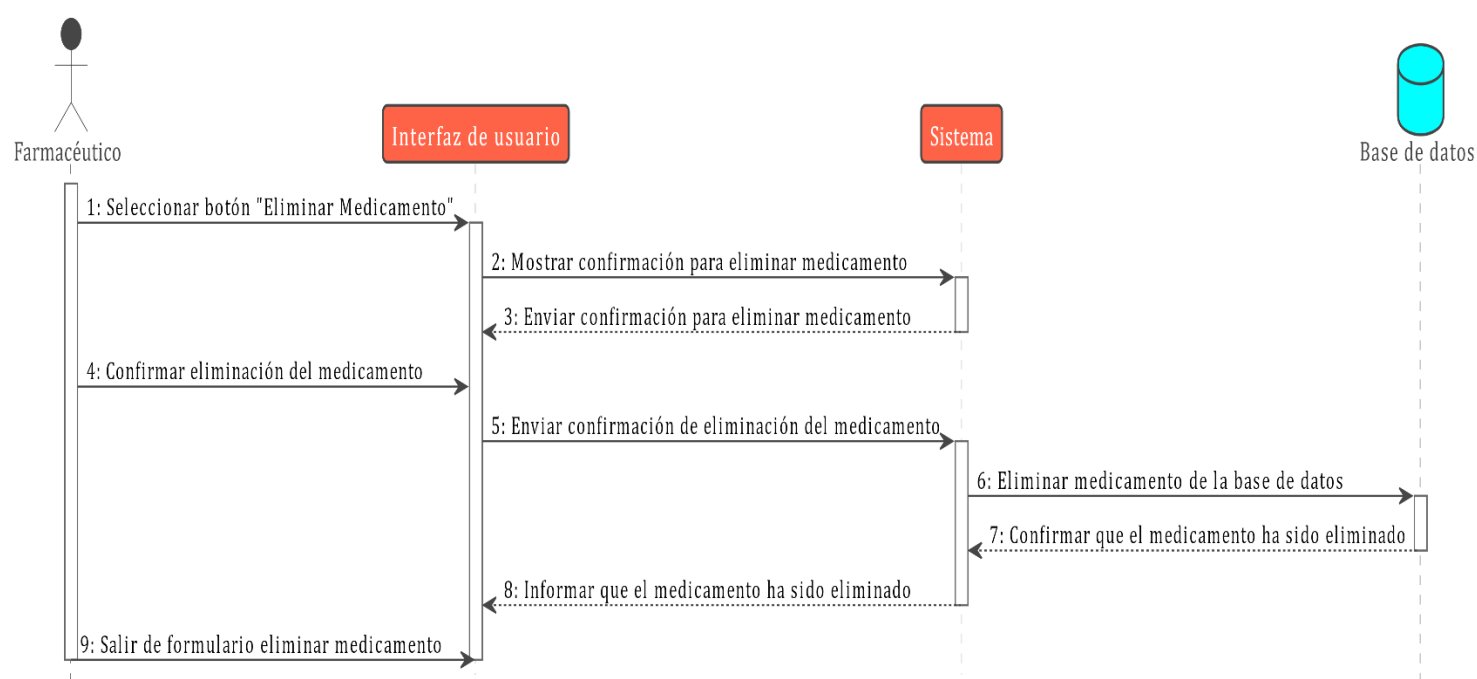 Farmacéutico
Interfaz de usuario
Sistema
Base de datos
1: Seleccionar botón "Eliminar Medicamento"
2: Mostrar confirmación para eliminar medicamento
3: Enviar confirmación para eliminar medicamento
4: Confirmar eliminación del medicamento
5: Enviar confirmación de eliminación del medicamento
6: Eliminar medicamento de la base de datos
7: Confirmar que el medicamento ha sido eliminado
8: Informar que el medicamento ha sido eliminado
9: Salir de formulario eliminar medicamento